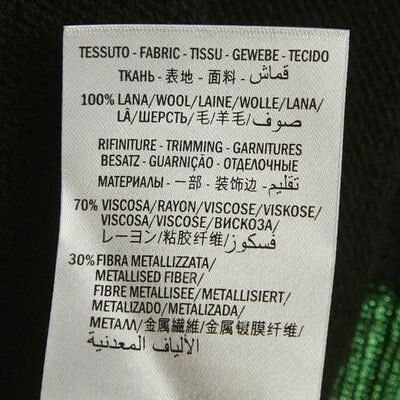 TESSUTO - FABRIC - TISSU - GEWEBE - TECIDO
ТКАНЬ - 表地 - 面料 - قماش
100% LANA/WOOL/LAINE/WOLLE/LANA/
LÃ/ШЕРСТЬ/毛/羊毛/صوف
RIFINITURE - TRIMMING - GARNITURES
BESATZ - GUARNIÇÃO - ОТДЕЛОЧНЫЕ
МАТЕРИАЛЫ - 一部 - 装饰边 - تقليم
70% VISCOSA/RAYON/VISCOSE/VISKOSE/
VISCOSA/VISCOSE/ВИСКОЗА/
レーヨン/粘胶纤维/فسكوز
30% FIBRA METALLIZZATA/
METALLISED FIBER/
FIBRE METALLISEE/METALLISIERT/
METALIZADO/METALIZADA/
МЕТАЛЛ/金属繊維/金属镀膜纤维/
الألياف المعدنية